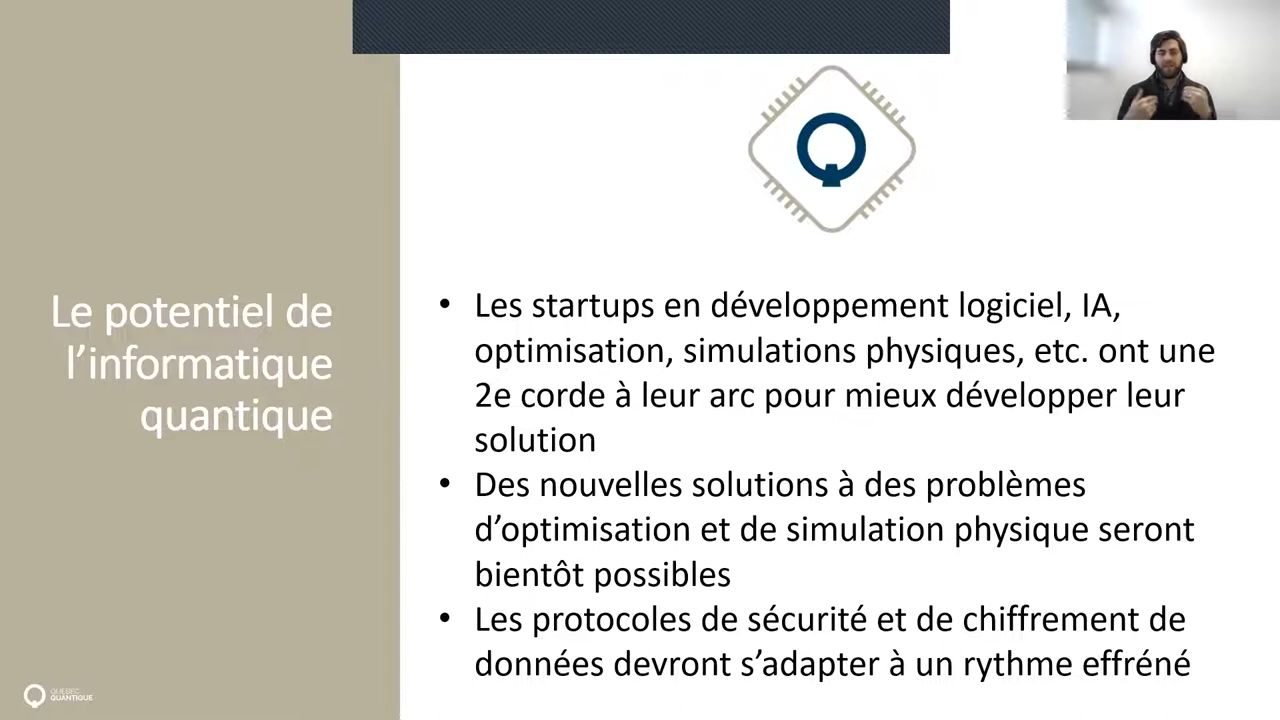 Le potentiel de
l’informatique
quantique
• Les startups en développement logiciel, IA,
optimisation, simulations physiques, etc. ont une
2e corde à leur arc pour mieux développer leur
solution
• Des nouvelles solutions à des problèmes
d’optimisation et de simulation physique seront
bientôt possibles
• Les protocoles de sécurité et de chiffrement de
données devront s’adapter à un rythme effréné
QUÉBEC
QUANTIQUE